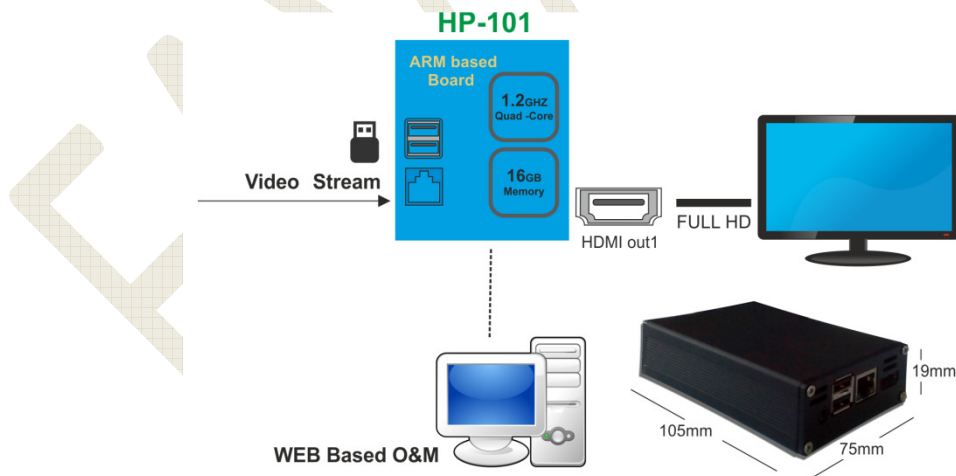 HP-101
ARM based
Board
1.2GHZ
Quad -Core
16GB
Memory
Video Stream
HDMI out1
FULL HD
19mm
105mm
75mm
WEB Based O&M